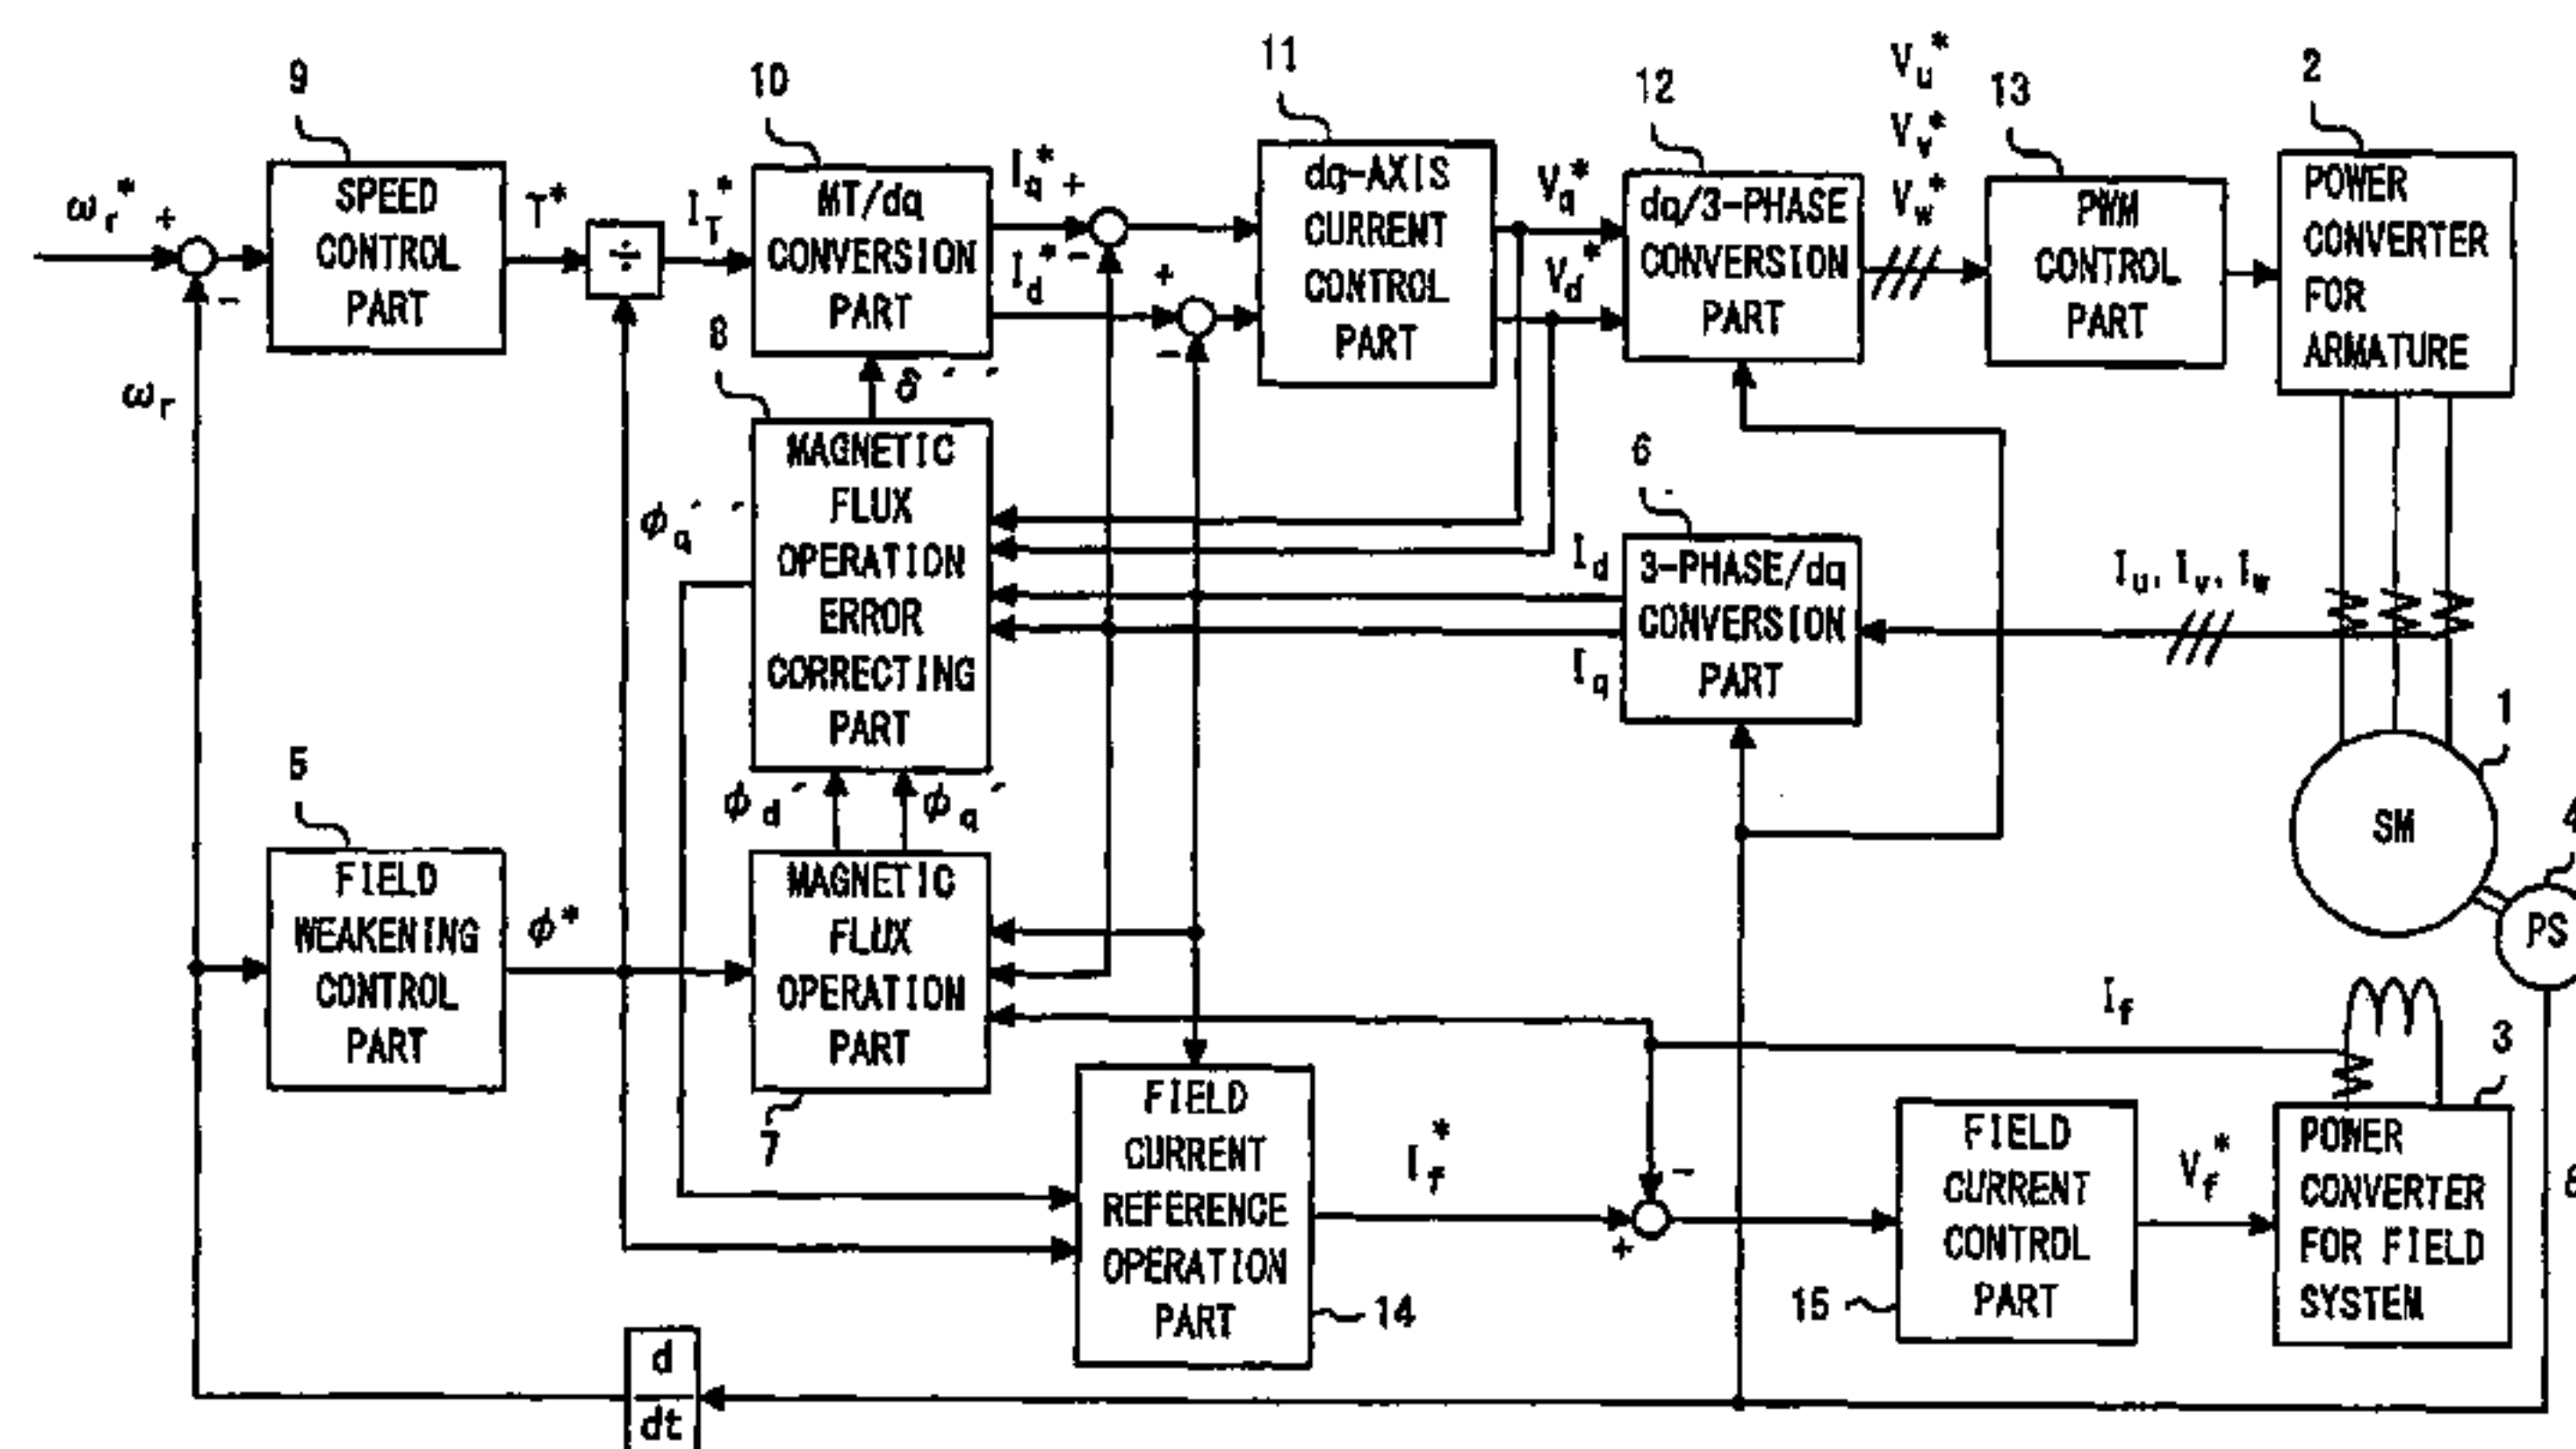 9
SPEED
CONTROL
PART
ωr* +
-
ωr
T*
÷
IT*
10
MT/dq
CONVERSION
PART
Iq* +
-
Id* +
-
11
dq-AXIS
CURRENT
CONTROL
PART
Vq*
Vd*
12
dq/3-PHASE
CONVERSION
PART
Vu*
Vv*
Vw*
13
PWM
CONTROL
PART
2
POWER
CONVERTER
FOR
ARMATURE
8
δ´´
MAGNETIC
FLUX
OPERATION
ERROR
CORRECTING
PART
ϕq´´
6
3-PHASE/dq
CONVERSION
PART
Id
Iq
Iu, Iv, Iw
1
SM
4
PS
5
FIELD
WEAKENING
CONTROL
PART
ϕ*
ϕd´
ϕq´
MAGNETIC
FLUX
OPERATION
PART
7
FIELD
CURRENT
REFERENCE
OPERATION
PART
14
If*
-
+
If
FIELD
CURRENT
CONTROL
PART
15
Vf*
3
POWER
CONVERTER
FOR FIELD
SYSTEM
d
dt